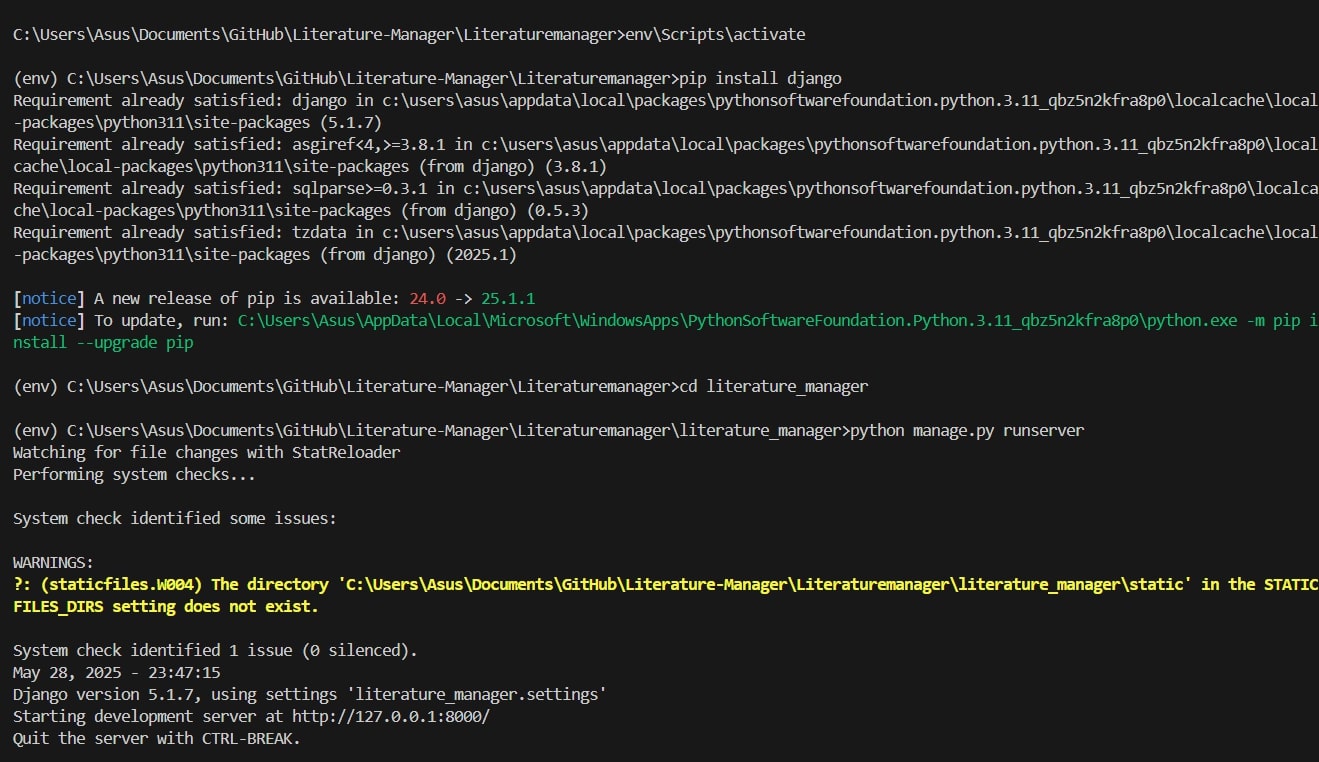 C:\Users\Asus\Documents\GitHub\Literature-Manager\Literaturemanager>env\Scripts\activate
(env) C:\Users\Asus\Documents\GitHub\Literature-Manager\Literaturemanager>pip install django
Requirement already satisfied: django in c:\users\asus\appdata\local\packages\pythonsoftwarefoundation.python.3.11_qbz5n2kfra8p0\localcache\local
-packages\python311\site-packages (5.1.7)
Requirement already satisfied: asgiref<4,>=3.8.1 in c:\users\asus\appdata\local\packages\pythonsoftwarefoundation.python.3.11_qbz5n2kfra8p0\local
cache\local-packages\python311\site-packages (from django) (3.8.1)
Requirement already satisfied: sqlparse>=0.3.1 in c:\users\asus\appdata\local\packages\pythonsoftwarefoundation.python.3.11_qbz5n2kfra8p0\localca
che\local-packages\python311\site-packages (from django) (0.5.3)
Requirement already satisfied: tzdata in c:\users\asus\appdata\local\packages\pythonsoftwarefoundation.python.3.11_qbz5n2kfra8p0\localcache\local
-packages\python311\site-packages (from django) (2025.1)
[notice] A new release of pip is available: 24.0 -> 25.1.1
[notice] To update, run: C:\Users\Asus\AppData\Local\Microsoft\WindowsApps\PythonSoftwareFoundation.Python.3.11_qbz5n2kfra8p0\python.exe -m pip i
nstall --upgrade pip
(env) C:\Users\Asus\Documents\GitHub\Literature-Manager\Literaturemanager>cd literature_manager
(env) C:\Users\Asus\Documents\GitHub\Literature-Manager\Literaturemanager\literature_manager>python manage.py runserver
Watching for file changes with StatReloader
Performing system checks...
System check identified some issues:
WARNINGS:
?: (staticfiles.W004) The directory 'C:\Users\Asus\Documents\GitHub\Literature-Manager\Literaturemanager\literature_manager\static' in the STATIC
FILES_DIRS setting does not exist.
System check identified 1 issue (0 silenced).
May 28, 2025 - 23:47:15
Django version 5.1.7, using settings 'literature_manager.settings'
Starting development server at http://127.0.0.1:8000/
Quit the server with CTRL-BREAK.